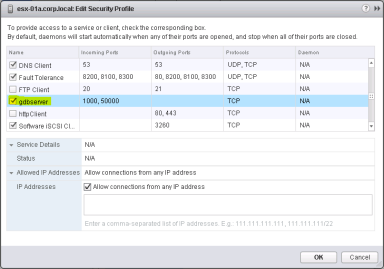 esx-01a.corp.local: Edit Security Profile
To provide access to a service or client, check the corresponding box.
By default, daemons will start automatically when any of their ports are opened, and stop when all of their ports are closed.
Name Incoming Ports Outgoing Ports Protocols Daemon
DNS Client 53 53 UDP, TCP N/A
Fault Tolerance 8200, 8100, 8300 80, 8200, 8100, 8300 UDP, TCP N/A
FTP Client 20 21 TCP N/A
gdbserver 1000, 50000 TCP N/A
httpClient 80, 443 TCP N/A
Software iSCSI Cl... 3260 TCP N/A
Service Details N/A
Status N/A
Allowed IP Addresses Allow connections from any IP address
IP Addresses Allow connections from any IP address
Enter a comma-separated list of IP addresses. E.g.: 111.111.111.111, 111.111.111/22
OK Cancel